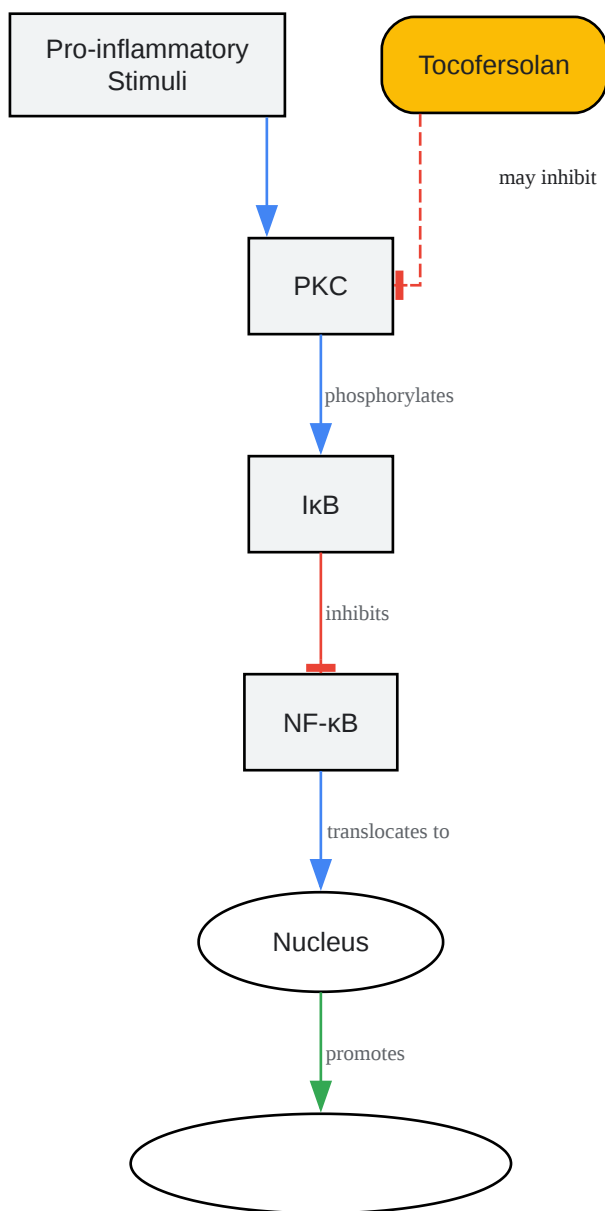 Pro-inflammatory
Stimuli
Tocofersolan
may inhibit
PKC
phosphorylates
IκB
inhibits
NF-κB
translocates to
Nucleus
promotes